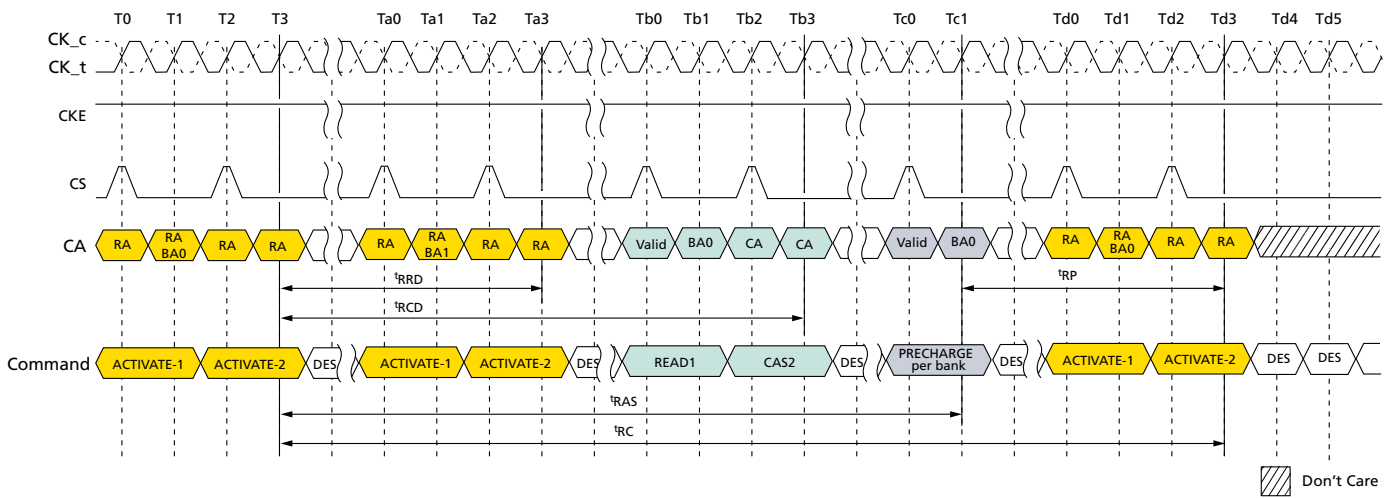 T0 T1 T2 T3 Ta0 Ta1 Ta2 Ta3 Tb0 Tb1 Tb2 Tb3 Tc0 Tc1 Td0 Td1 Td2 Td3 Td4 Td5
CK_c
CK_t
CKE
CS
CA RA RA BA0 RA RA RA RA BA1 RA RA Valid BA0 CA CA Valid BA0 RA RA BA0 RA RA
tRRD tRP
tRCD
Command ACTIVATE-1 ACTIVATE-2 DES ACTIVATE-1 ACTIVATE-2 DES READ1 CAS2 DES PRECHARGE per bank DES ACTIVATE-1 ACTIVATE-2 DES DES
tRAS
tRC
Don't Care